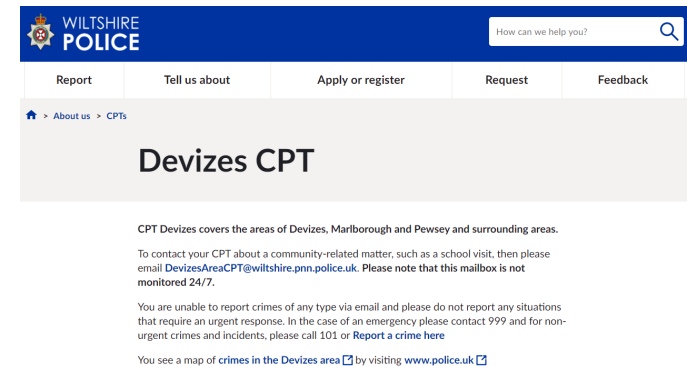 WILTSHIRE
POLICE
How can we help you?
Report Tell us about Apply or register Request Feedback
> About us > CPTs
Devizes CPT
CPT Devizes covers the areas of Devizes, Marlborough and Pewsey and surrounding areas.
To contact your CPT about a community-related matter, such as a school visit, then please
email DevizesAreaCPT@wiltshire.pnn.police.uk. Please note that this mailbox is not
monitored 24/7.
You are unable to report crimes of any type via email and please do not report any situations
that require an urgent response. In the case of an emergency please contact 999 and for non-
urgent crimes and incidents, please call 101 or Report a crime here
You see a map of crimes in the Devizes area by visiting www.police.uk